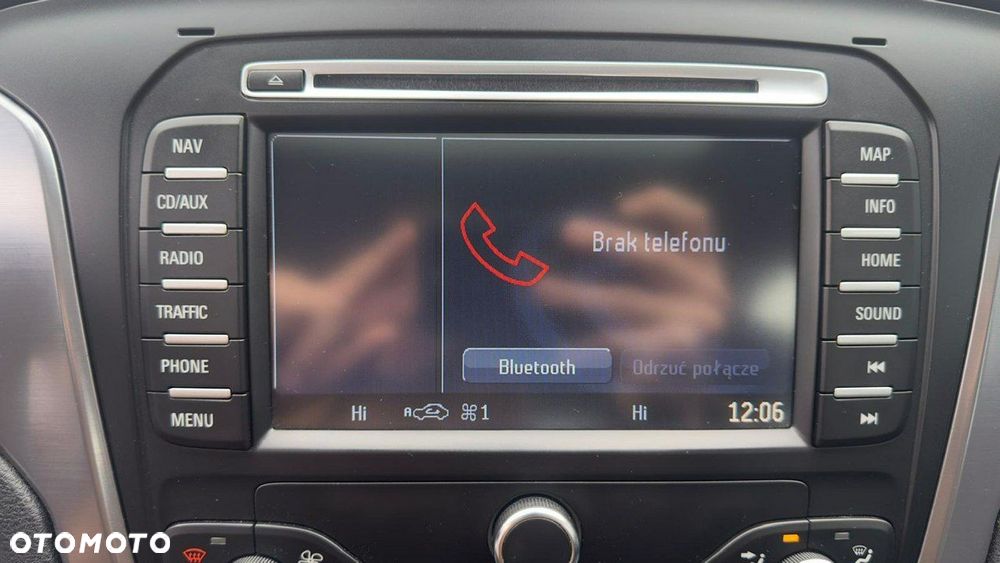 NAV
CD/AUX
RADIO
TRAFFIC
PHONE
MENU
MAP
INFO
HOME
SOUND
Brak telefonu
Bluetooth
Odrzuć połącze
Hi
A
1
Hi
12:06
OTOMOTO